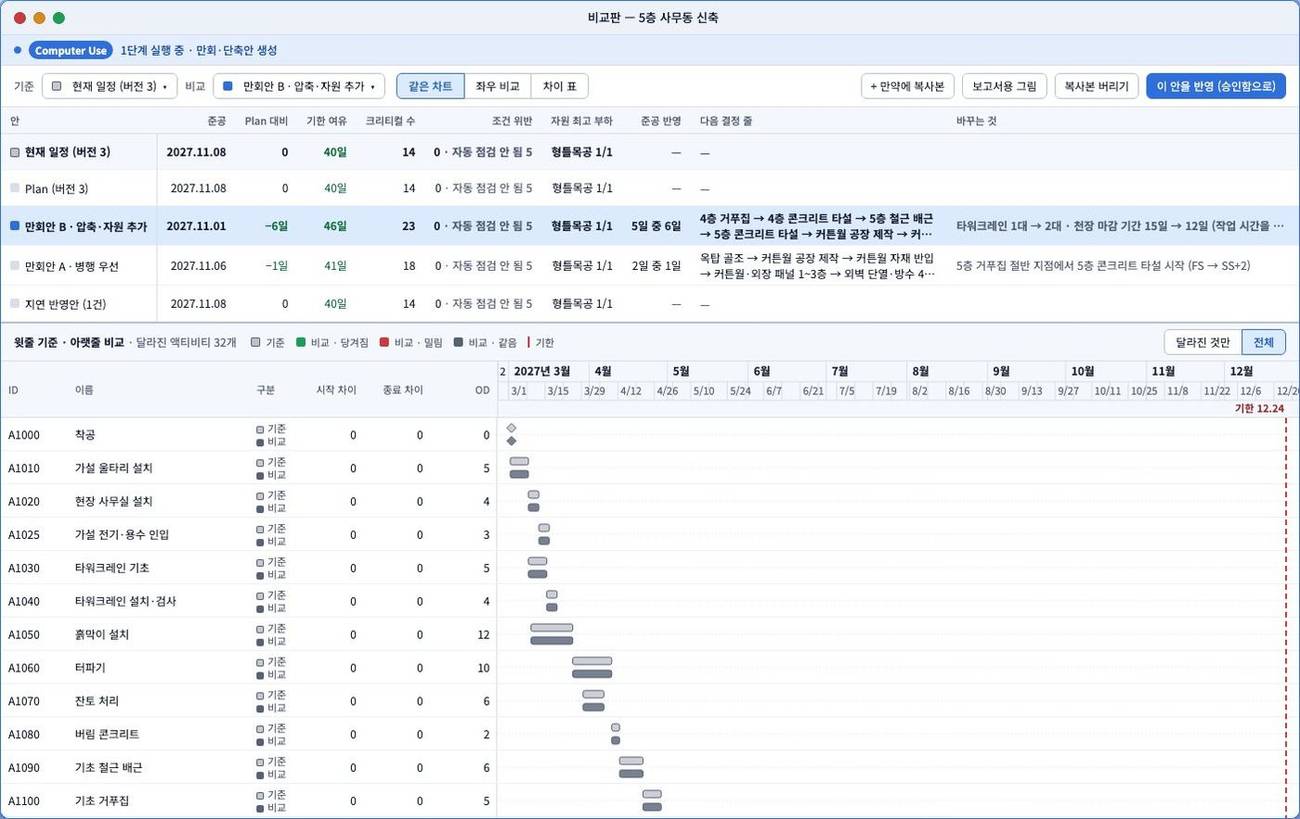 비교판 — 5층 사무동 신축
Computer Use 1단계 실행 중 · 만회·단축안 생성
기준 현재 일정 (버전 3) 비교 만회안 B · 압축·자원 추가 같은 차트 좌우 비교 차이 표 + 만약에 복사본 보고서용 그림 복사본 버리기 이 안을 반영 (승인함으로)
안 준공 Plan 대비 기한 여유 크리티컬 수 조건 위반 자원 최고 부하 준공 반영 다음 결정 줄 바꾸는 것
현재 일정 (버전 3) 2027.11.08 0 40일 14 0 · 자동 점검 안 됨 5 형틀목공 1/1 — —
Plan (버전 3) 2027.11.08 0 40일 14 0 · 자동 점검 안 됨 5 형틀목공 1/1 — —
만회안 B · 압축·자원 추가 2027.11.01 −6일 46일 23 0 · 자동 점검 안 됨 5 형틀목공 1/1 5일 중 6일 4층 거푸집 → 4층 콘크리트 타설 → 5층 철근 배근
→ 5층 콘크리트 타설 → 커튼월 공장 제작 → 커… 타워크레인 1대 → 2대 · 천장 마감 기간 15일 → 12일 (작업 시간을 …
만회안 A · 병행 우선 2027.11.06 −1일 41일 18 0 · 자동 점검 안 됨 5 형틀목공 1/1 2일 중 1일 옥탑 골조 → 커튼월 공장 제작 → 커튼월 자재 반입
→ 커튼월·외장 패널 1~3층 → 외벽 단열·방수 4… 5층 거푸집 절반 지점에서 5층 콘크리트 타설 시작 (FS → SS+2)
지연 반영안 (1건) 2027.11.08 0 40일 14 0 · 자동 점검 안 됨 5 형틀목공 1/1 — —
윗줄 기준 · 아랫줄 비교 · 달라진 액티비티 32개 기준 비교 · 당겨짐 비교 · 밀림 비교 · 같음 기한 달라진 것만 전체
ID 이름 구분 시작 차이 종료 차이 OD
2 2027년 3월 4월 5월 6월 7월 8월 9월 10월 11월 12월
3/1 3/15 3/29 4/12 4/26 5/10 5/24 6/7 6/21 7/5 7/19 8/2 8/16 8/30 9/13 9/27 10/11 10/25 11/8 11/22 12/6 12/20
기한 12.24
A1000 착공 기준 비교 0 0 0
A1010 가설 울타리 설치 기준 비교 0 0 5
A1020 현장 사무실 설치 기준 비교 0 0 4
A1025 가설 전기·용수 인입 기준 비교 0 0 3
A1030 타워크레인 기초 기준 비교 0 0 5
A1040 타워크레인 설치·검사 기준 비교 0 0 4
A1050 흙막이 설치 기준 비교 0 0 12
A1060 터파기 기준 비교 0 0 10
A1070 잔토 처리 기준 비교 0 0 6
A1080 버림 콘크리트 기준 비교 0 0 2
A1090 기초 철근 배근 기준 비교 0 0 6
A1100 기초 거푸집 기준 비교 0 0 5